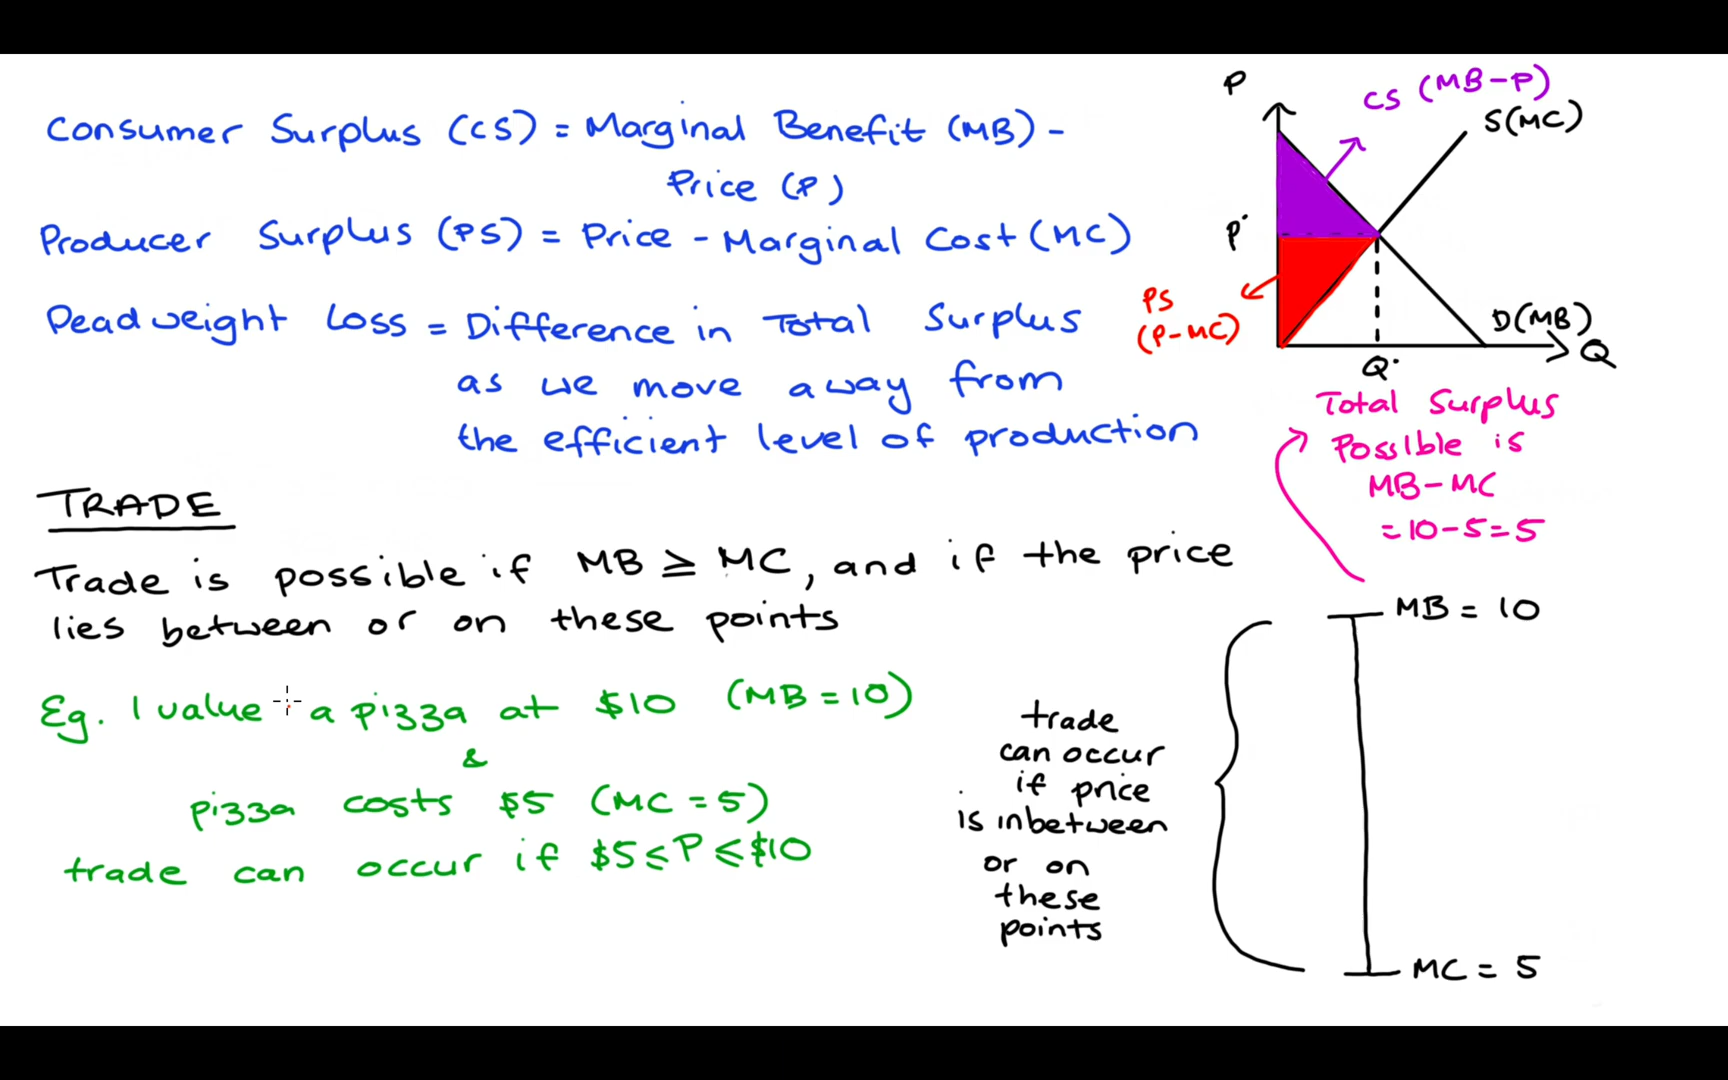 Consumer Surplus (CS) = Marginal Benefit (MB) -
Price (P)
Producer Surplus (PS) = Price - Marginal Cost (MC)
Deadweight Loss = Difference in Total Surplus
as we move away from
the efficient level of production
P
CS (MB-P)
S(MC)
P*
PS
(P-MC)
D(MB)
Q
Q*
Total Surplus
Possible is
MB-MC
=10-5=5
TRADE
Trade is possible if MB ≥ MC, and if the price
lies between or on these points
Eg. I value a pizza at $10 (MB=10)
&
pizza costs $5 (MC=5)
trade can occur if $5 ≤ P ≤ $10
trade
can occur
if price
is inbetween
or on
these
points
MB = 10
MC = 5